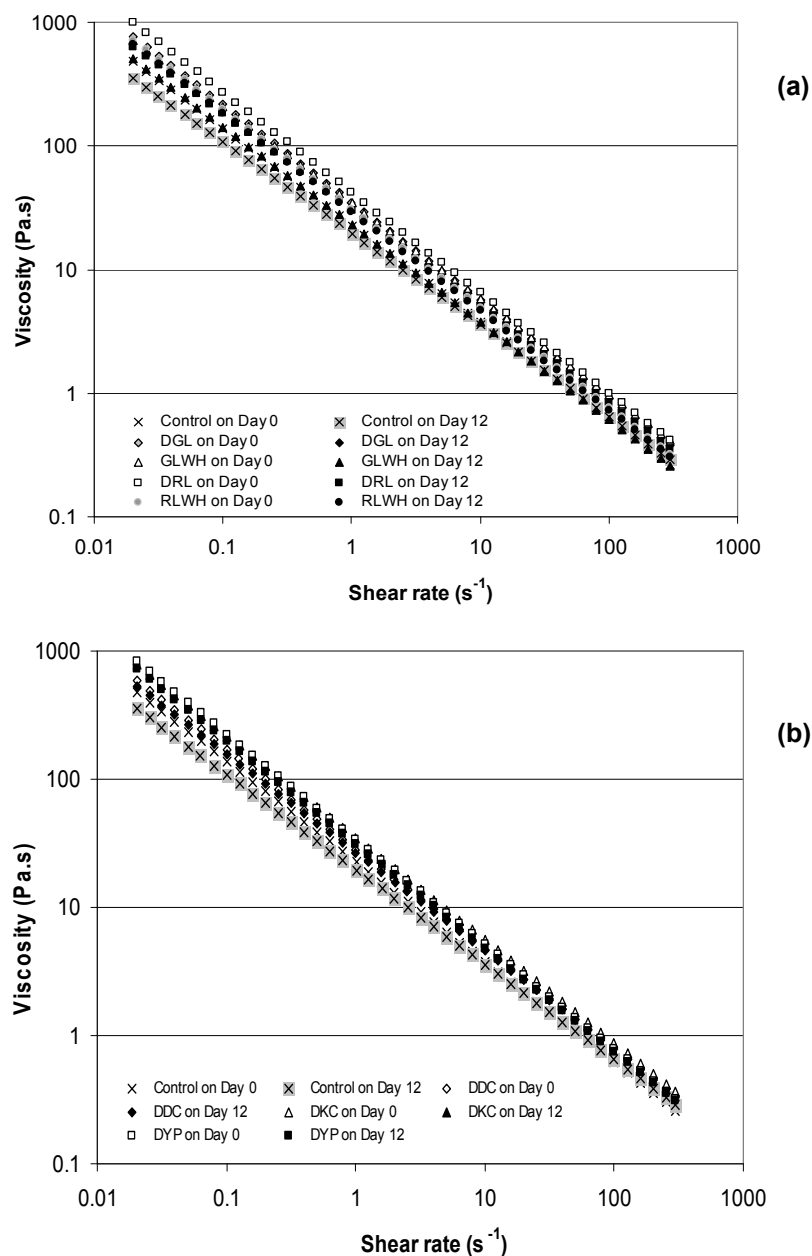 1000
(a)
100
10
1
0.1
Viscosity (Pa.s)
Control on Day 0 Control on Day 12
DGL on Day 0 DGL on Day 12
GLWH on Day 0 GLWH on Day 12
DRL on Day 0 DRL on Day 12
RLWH on Day 0 RLWH on Day 12
0.01 0.1 1 10 100 1000
Shear rate (s⁻¹)
1000
(b)
100
10
1
0.1
Viscosity (Pa.s)
Control on Day 0 Control on Day 12 DDC on Day 0
DDC on Day 12 DKC on Day 0 DKC on Day 12
DYP on Day 0 DYP on Day 12
0.01 0.1 1 10 100 1000
Shear rate (s⁻¹)